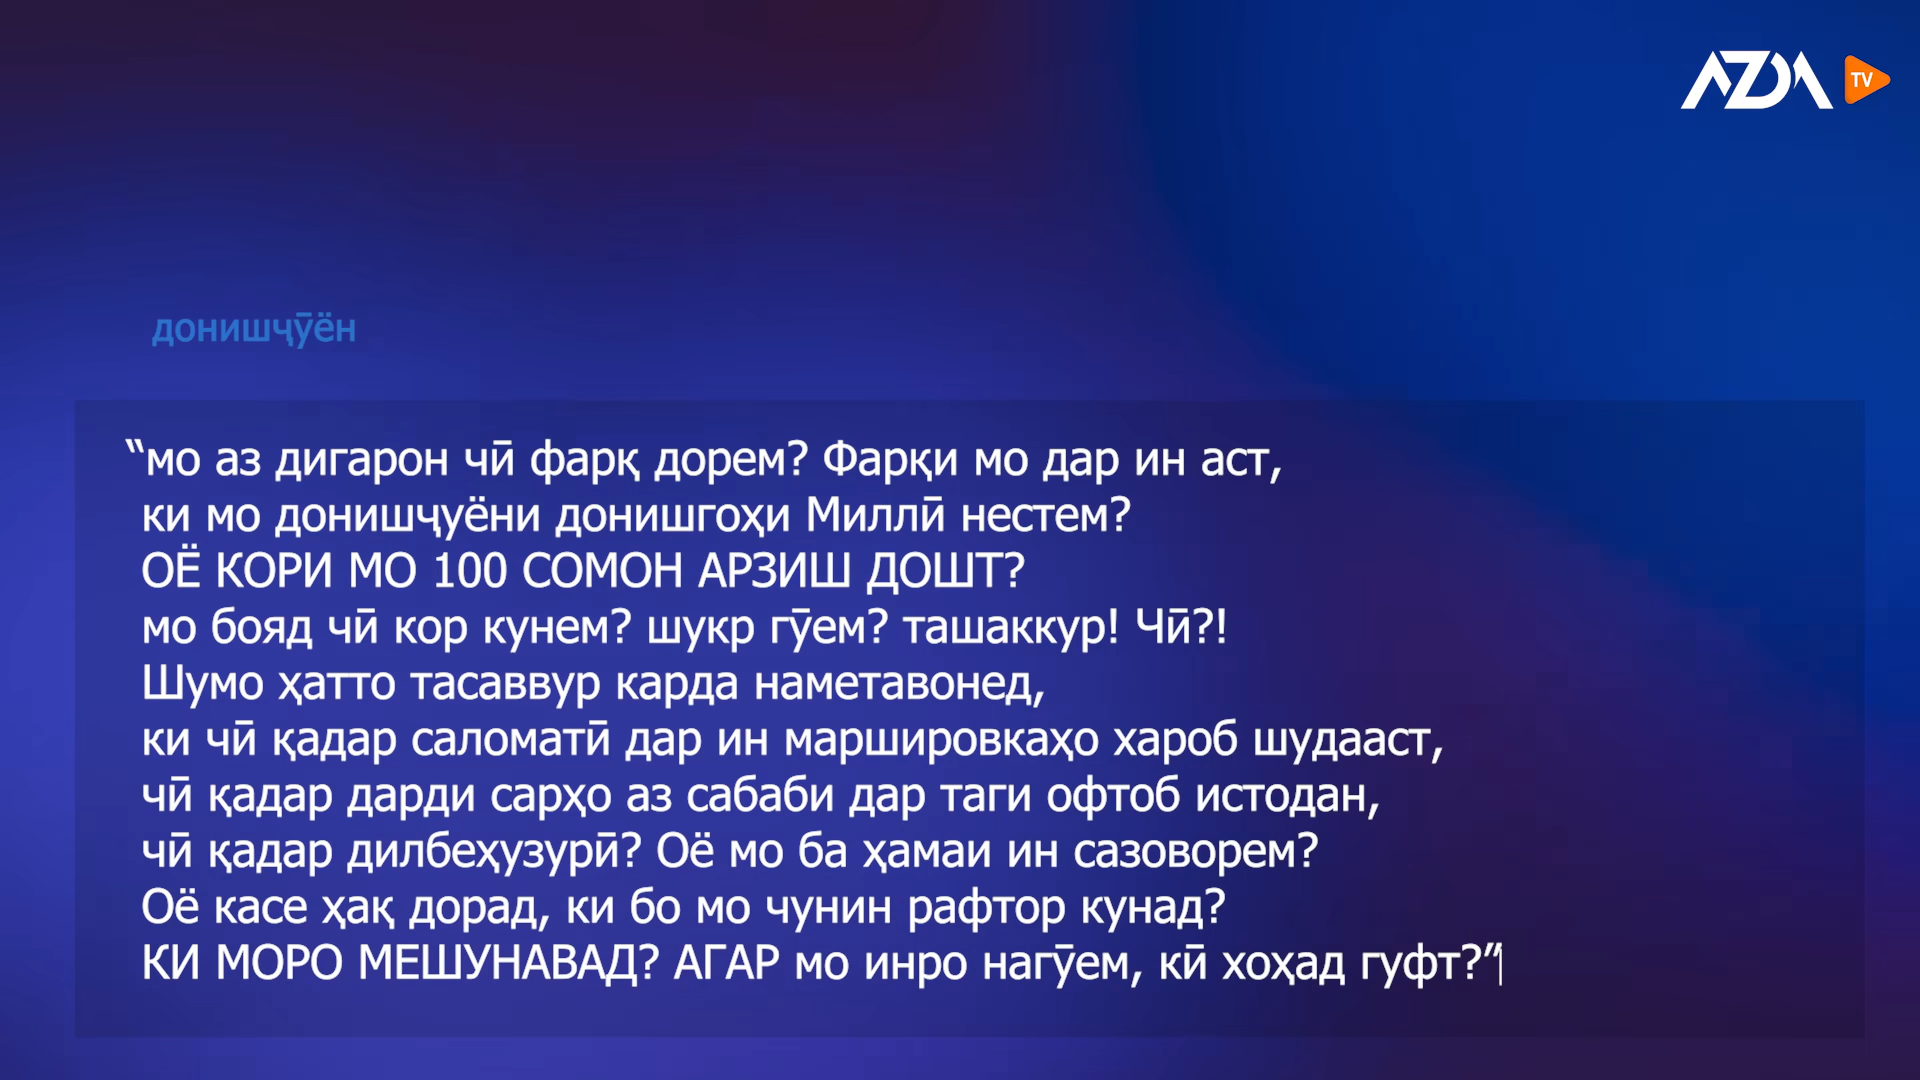 AZDA TV
донишҷӯён
“мо аз дигарон чӣ фарқ дорем? Фарқи мо дар ин аст,
ки мо донишҷуёни донишгоҳи Миллӣ нестем?
ОЁ КОРИ МО 100 СОМОН АРЗИШ ДОШТ?
мо бояд чӣ кор кунем? шукр гӯем? ташаккур! Чӣ?!
Шумо ҳатто тасаввур карда наметавонед,
ки чӣ қадар саломатӣ дар ин маршировкаҳо хароб шудааст,
чӣ қадар дарди сарҳо аз сабаби дар таги офтоб истодан,
чӣ қадар дилбеҳузурӣ? Оё мо ба ҳамаи ин сазоворем?
Оё касе ҳақ дорад, ки бо мо чунин рафтор кунад?
КИ МОРО МЕШУНАВАД? АГАР мо инро нагӯем, кӣ хоҳад гуфт?”